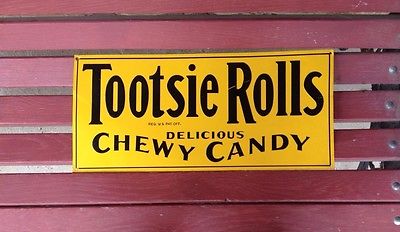 Tootsie Rolls
REG. U.S. PAT. OFF.
DELICIOUS
CHEWY CANDY